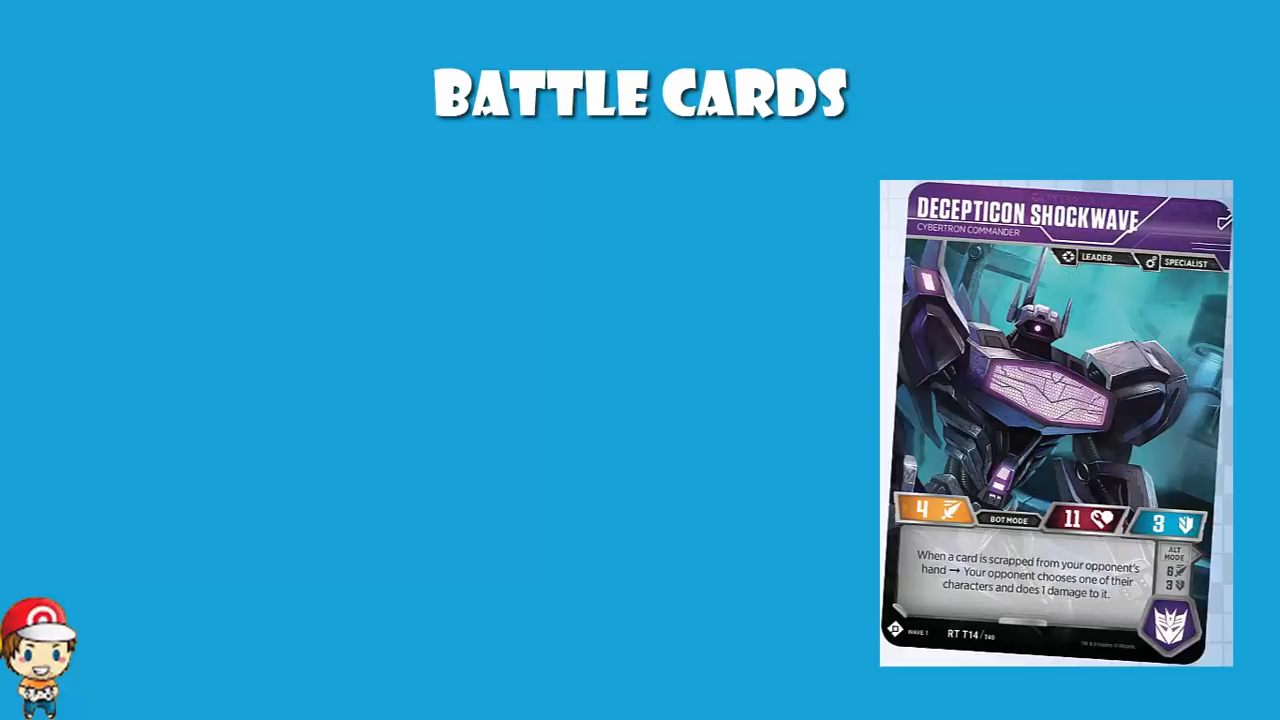 BATTLE CARDS
DECEPTICON SHOCKWAVE
CYBERTRON COMMANDER
LEADER
SPECIALIST
4
BOT MODE
11
3
When a card is scrapped from your opponent's
hand → Your opponent chooses one of their
characters and does 1 damage to it.
ALT
MODE
6
3
WAVE 1
RT T14/T40